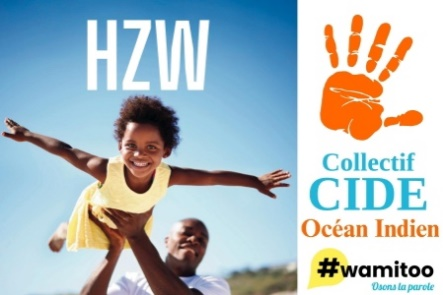 HZW
Collectif
CIDE
Océan Indien
#wamitoo
Osons la parole